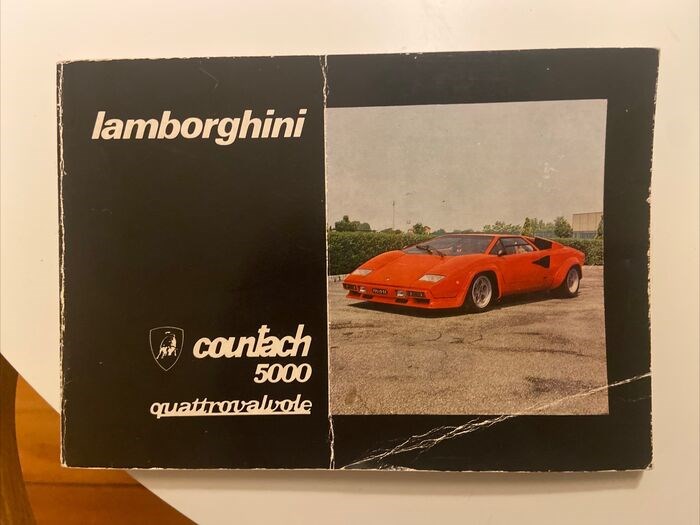 lamborghini
countach
5000
quattrovalvole